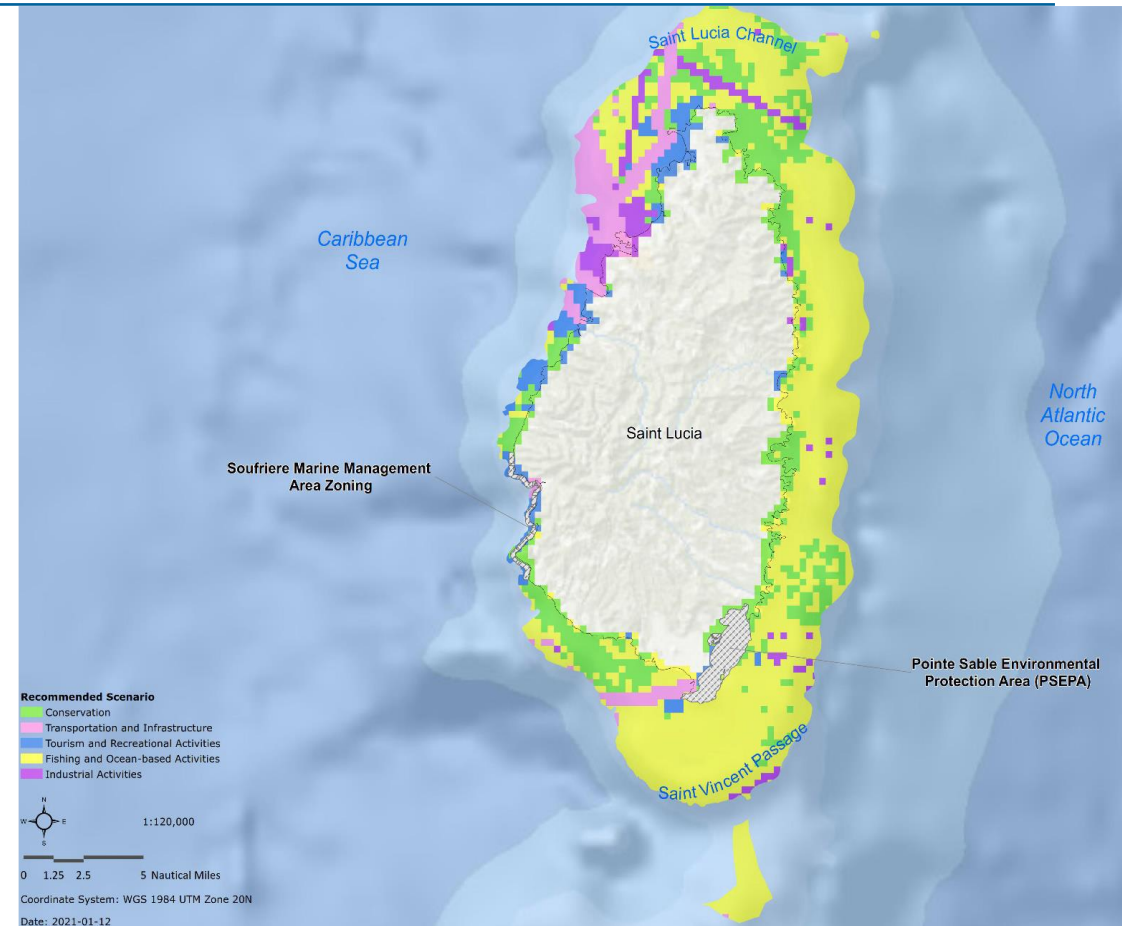 Saint Lucia Channel
Caribbean
Sea
North
Atlantic
Ocean
Saint Lucia
Soufriere Marine Management
Area Zoning
Pointe Sable Environmental
Protection Area (PSEPA)
Saint Vincent Passage
Recommended Scenario
Conservation
Transportation and Infrastructure
Tourism and Recreational Activities
Fishing and Ocean-based Activities
Industrial Activities
N
W E
S
1:120,000
0 1.25 2.5 5 Nautical Miles
Coordinate System: WGS 1984 UTM Zone 20N
Date: 2021-01-12